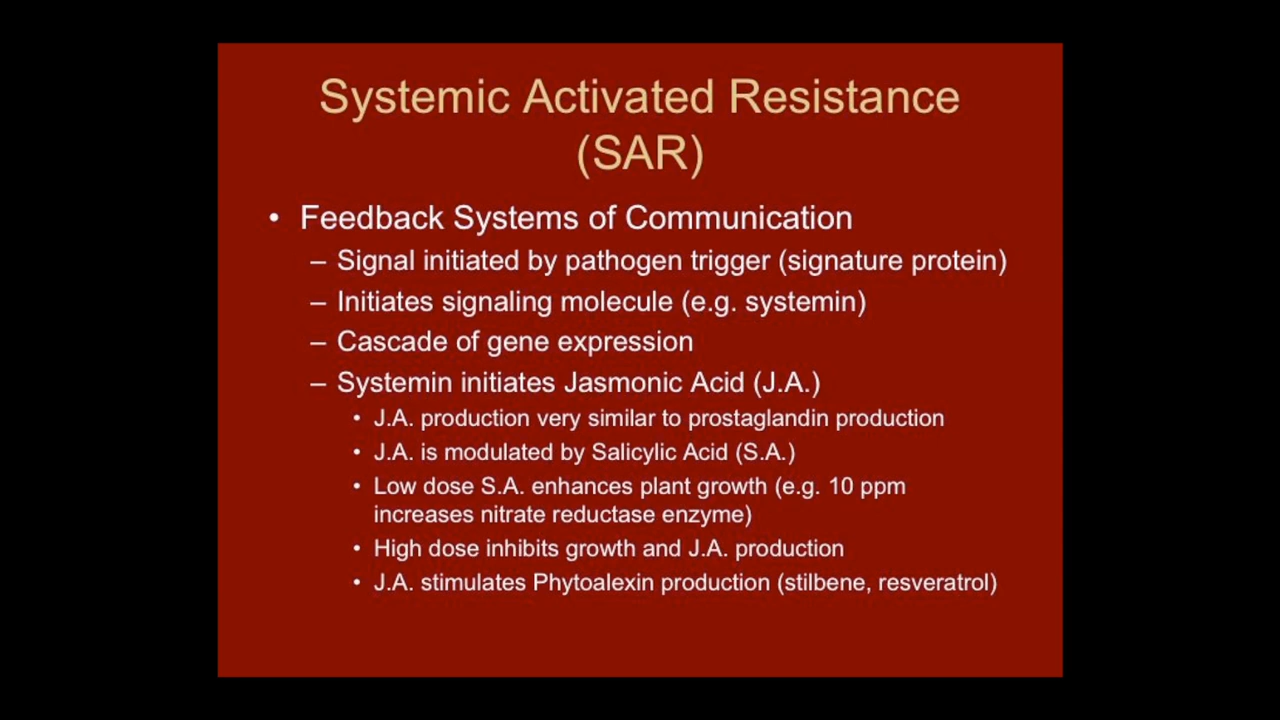 Systemic Activated Resistance
(SAR)
• Feedback Systems of Communication
– Signal initiated by pathogen trigger (signature protein)
– Initiates signaling molecule (e.g. systemin)
– Cascade of gene expression
– Systemin initiates Jasmonic Acid (J.A.)
• J.A. production very similar to prostaglandin production
• J.A. is modulated by Salicylic Acid (S.A.)
• Low dose S.A. enhances plant growth (e.g. 10 ppm
increases nitrate reductase enzyme)
• High dose inhibits growth and J.A. production
• J.A. stimulates Phytoalexin production (stilbene, resveratrol)